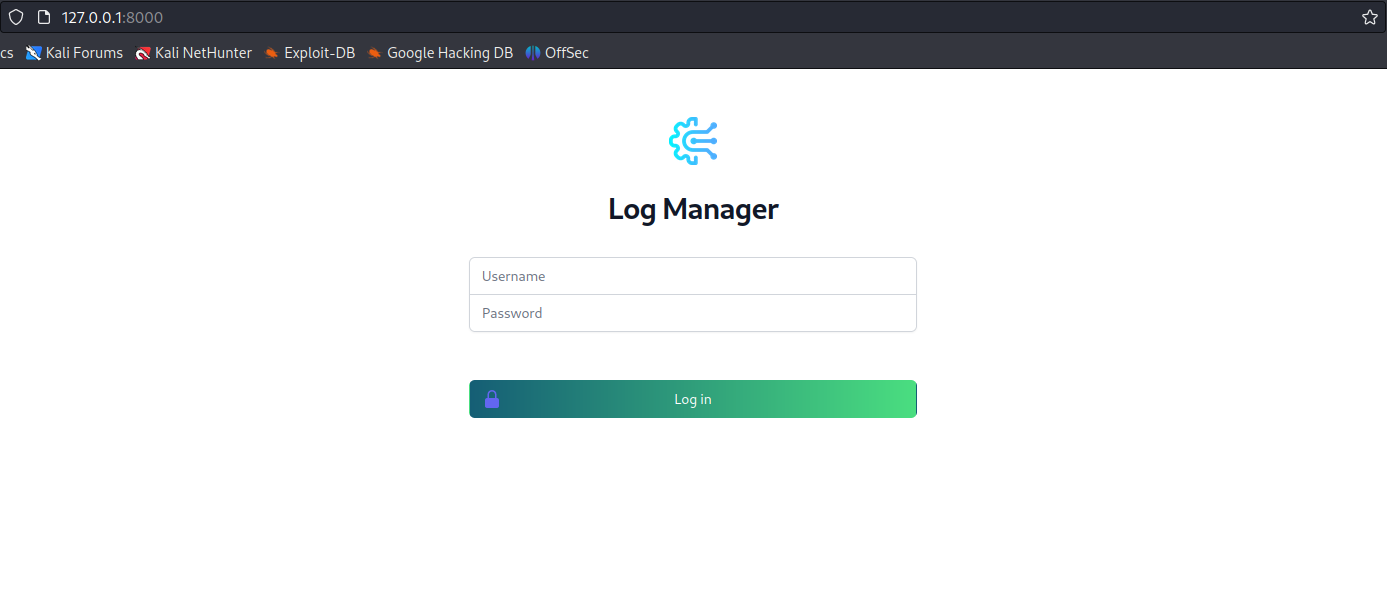 127.0.0.1:8000
cs Kali Forums Kali NetHunter Exploit-DB Google Hacking DB OffSec
Log Manager
Username
Password
Log in